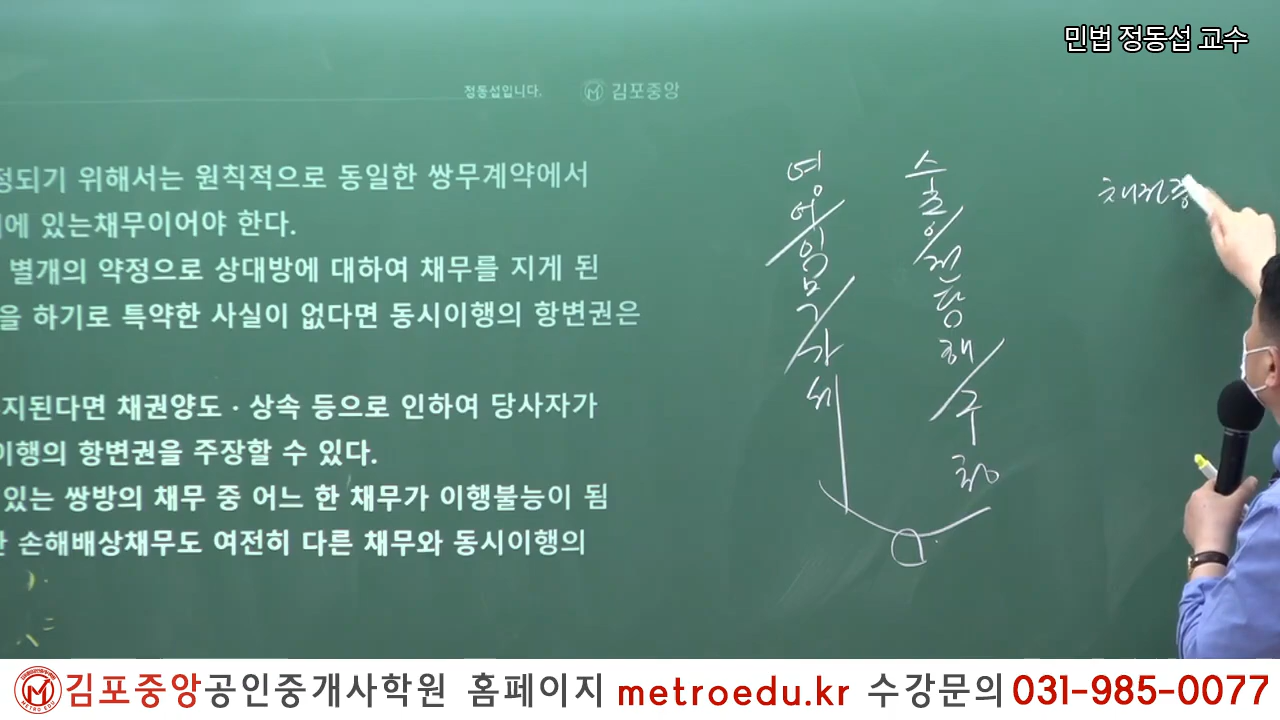 민법 정동섭 교수
정동섭입니다.
김포중앙
정되기 위해서는 원칙적으로 동일한 쌍무계약에서
에 있는채무이어야 한다.
별개의 약정으로 상대방에 대하여 채무를 지게 된
을 하기로 특약한 사실이 없다면 동시이행의 항변권은
지된다면 채권양도 · 상속 등으로 인하여 당사자가
이행의 항변권을 주장할 수 있다.
있는 쌍방의 채무 중 어느 한 채무가 이행불능이 됨
손해배상채무도 여전히 다른 채무와 동시이행의
임
가
세
당
해
구
채권
김포중앙공인중개사학원 홈페이지 metroedu.kr 수강문의 031-985-0077
METRO EDU